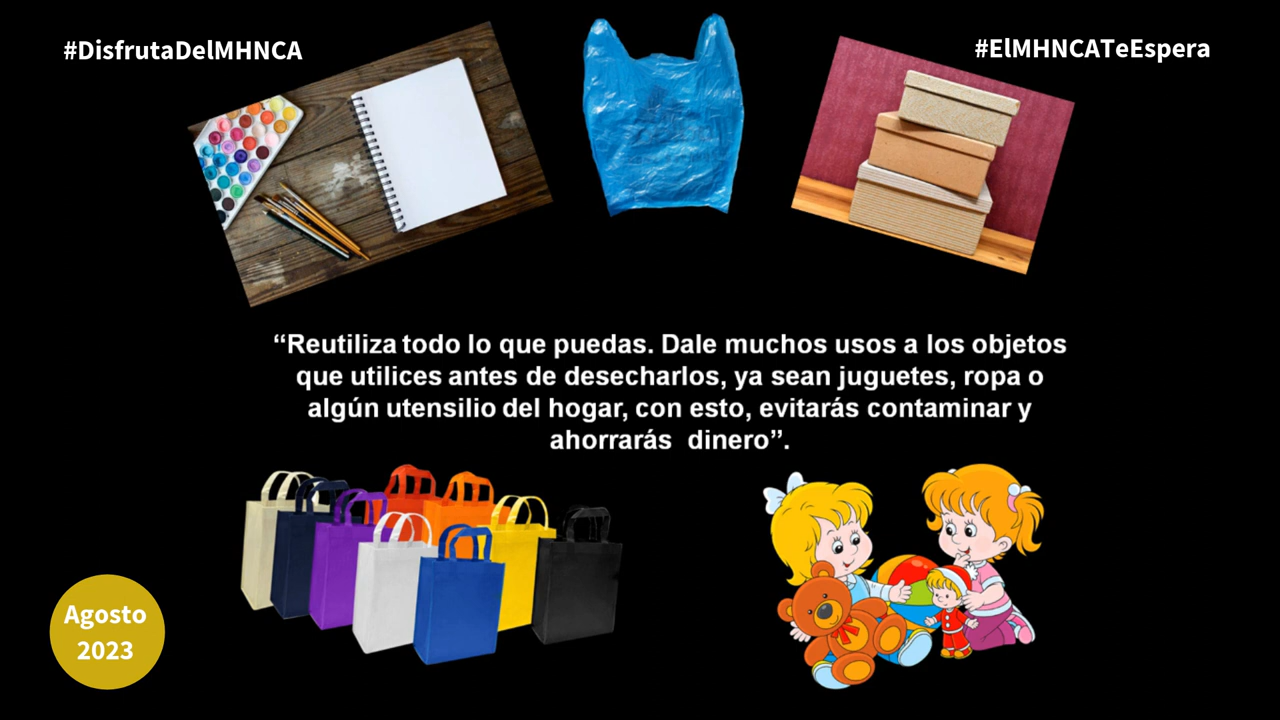 #DisfrutaDelMHNCA
#ElMHNCATeEspera
“Reutiliza todo lo que puedas. Dale muchos usos a los objetos
que utilices antes de desecharlos, ya sean juguetes, ropa o
algún utensilio del hogar, con esto, evitarás contaminar y
ahorrarás dinero”.
Agosto
2023